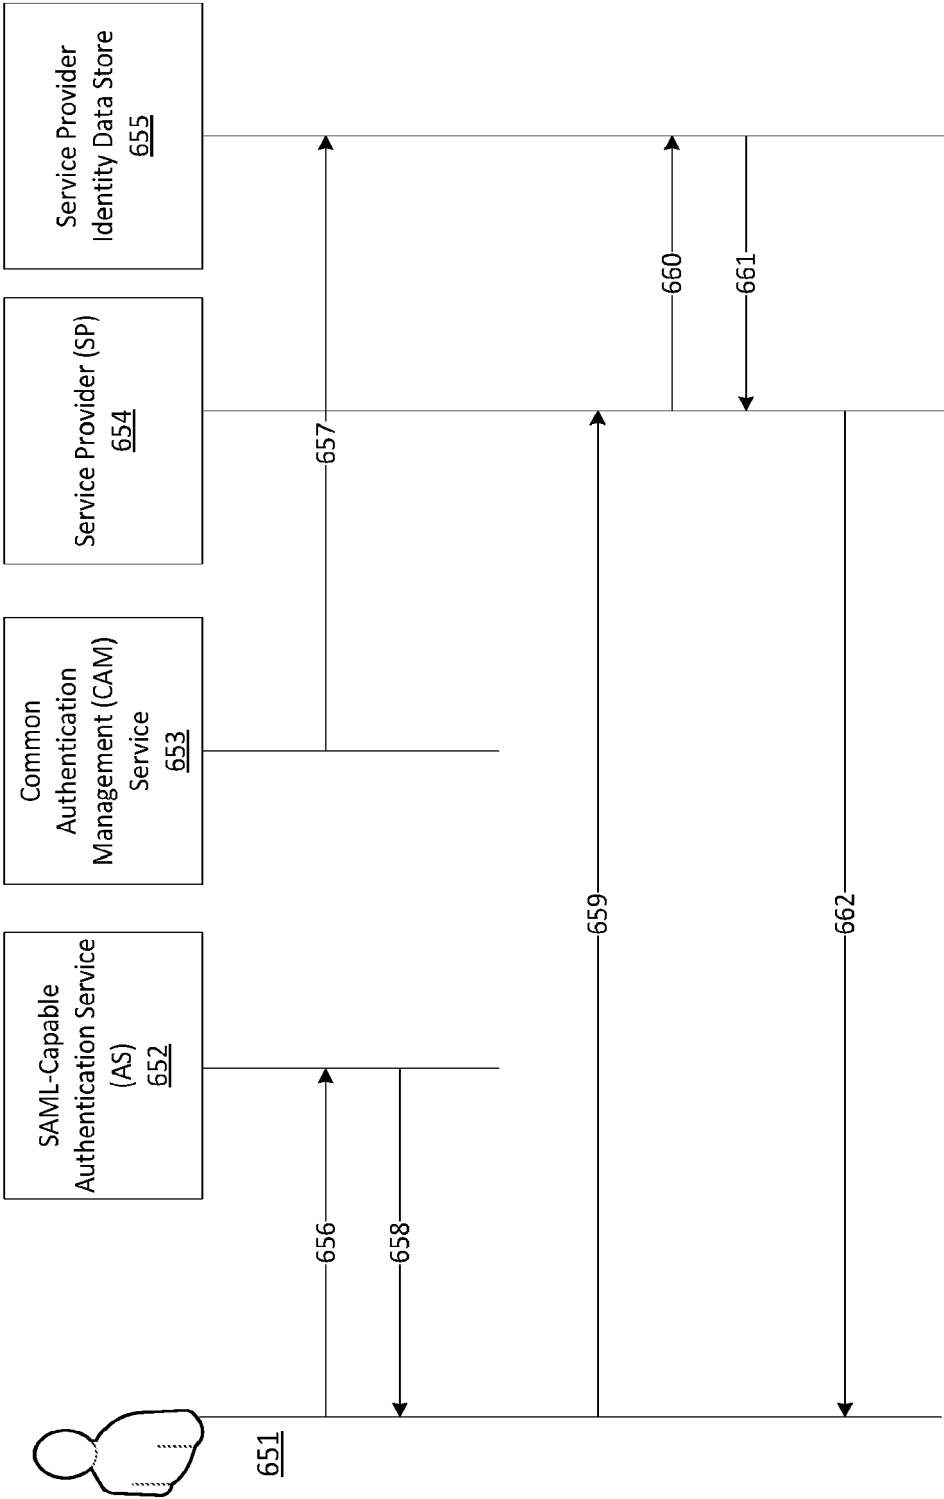 651
SAML-Capable
Authentication Service
(AS)
652
Common
Authentication
Management (CAM)
Service
653
Service Provider (SP)
654
Service Provider
Identity Data Store
655
656
657
658
659
660
661
662